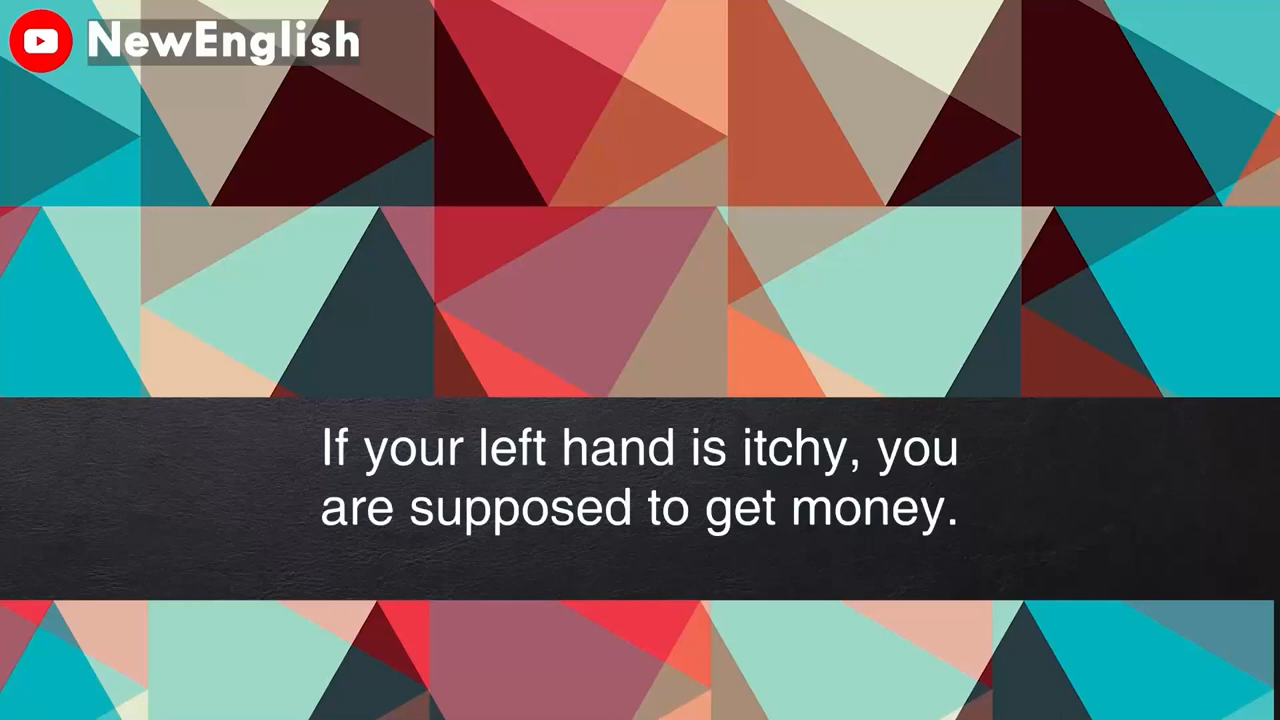 NewEnglish
If your left hand is itchy, you
are supposed to get money.